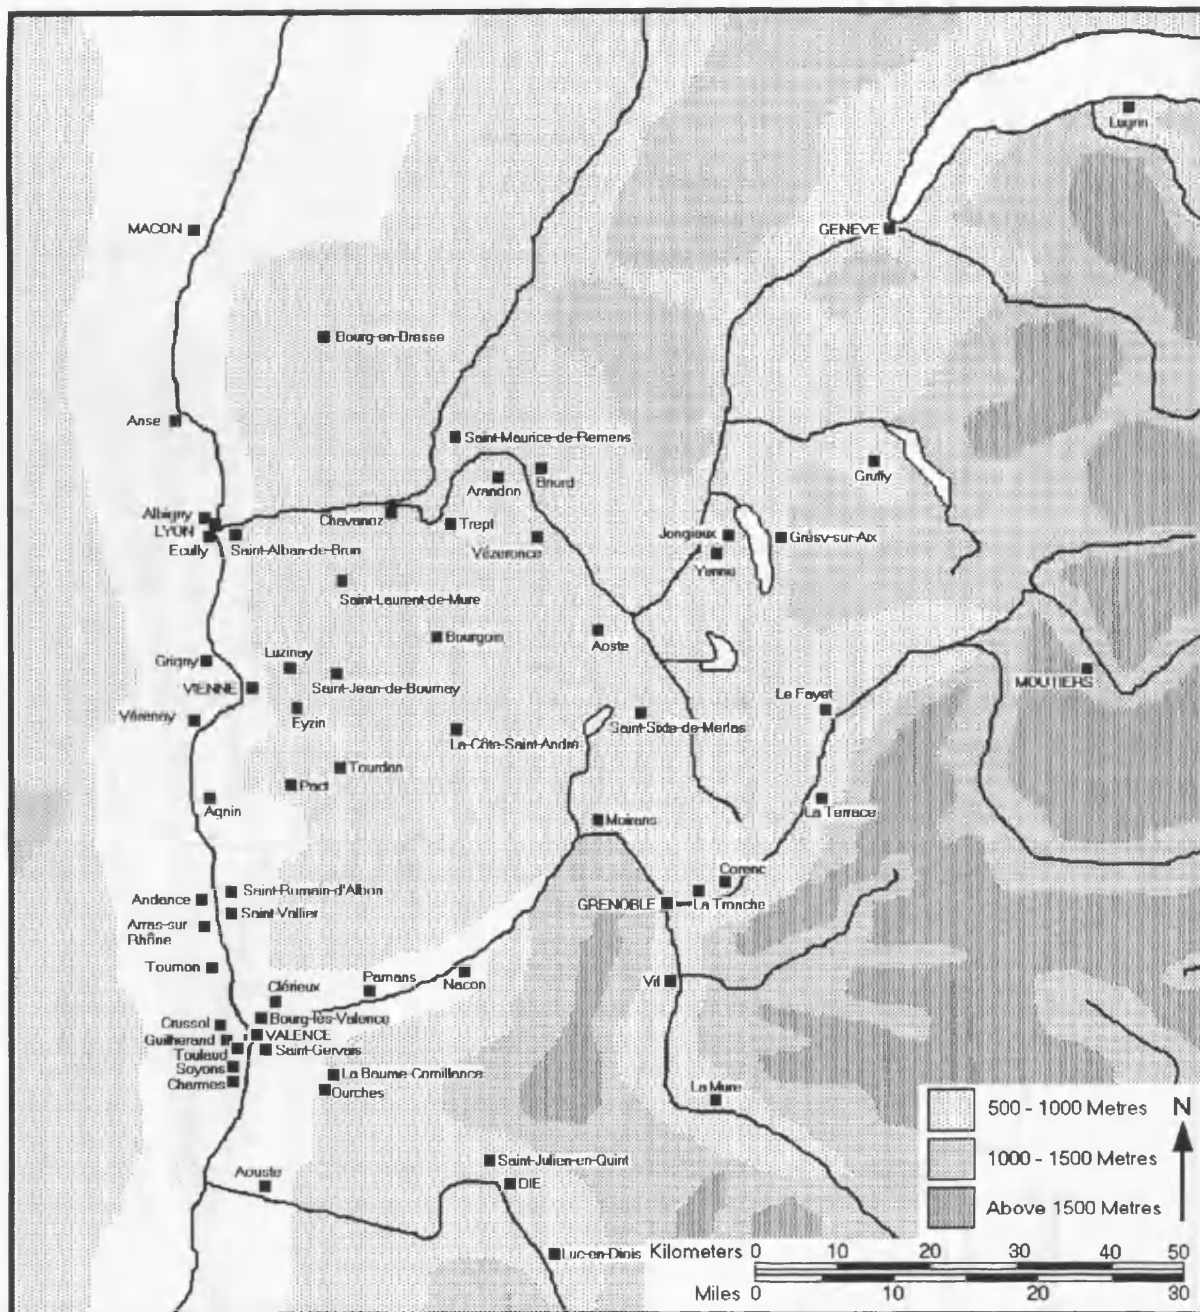 Lugrin
MACON
GENEVE
Bourg-en-Bresse
Anse
Saint-Maurice-de-Remens
Briord
Arandon
Gruffy
Albigny
LYON
Ecully
Saint-Alban-de-Brun
Chavanoz
Trept
Vézeronce
Jongieux
Yenne
Grésy-sur-Aix
Saint-Laurent-de-Mure
Bourgoin
Aoste
Grigny
Luzinay
VIENNE
Saint-Jean-de-Bournay
MOUTIERS
Le Fayet
Vérenay
Eyzin
La-Côte-Saint-André
Saint-Sixte-de-Merlas
Tourdan
Pact
Agnin
La Terrace
Moirans
Corenc
Saint-Romain-d'Albon
Andance
GRENOBLE
La Tronche
Saint-Vallier
Arras-sur
Rhône
Tournon
Clérieux
Nacon
Vif
Bourg-lès-Valence
Crussol
VALENCE
Guilherand
Toulaud
Saint-Gervais
Soyons
Charmes
La Baume-Cornillance
Ourches
La Mure
500 - 1000 Metres
N
1000 - 1500 Metres
Above 1500 Metres
Saint-Julien-en-Quint
Aouste
DIE
Luc-en-Diois
Kilometers 0 10 20 30 40 50
Miles 0 10 20 30